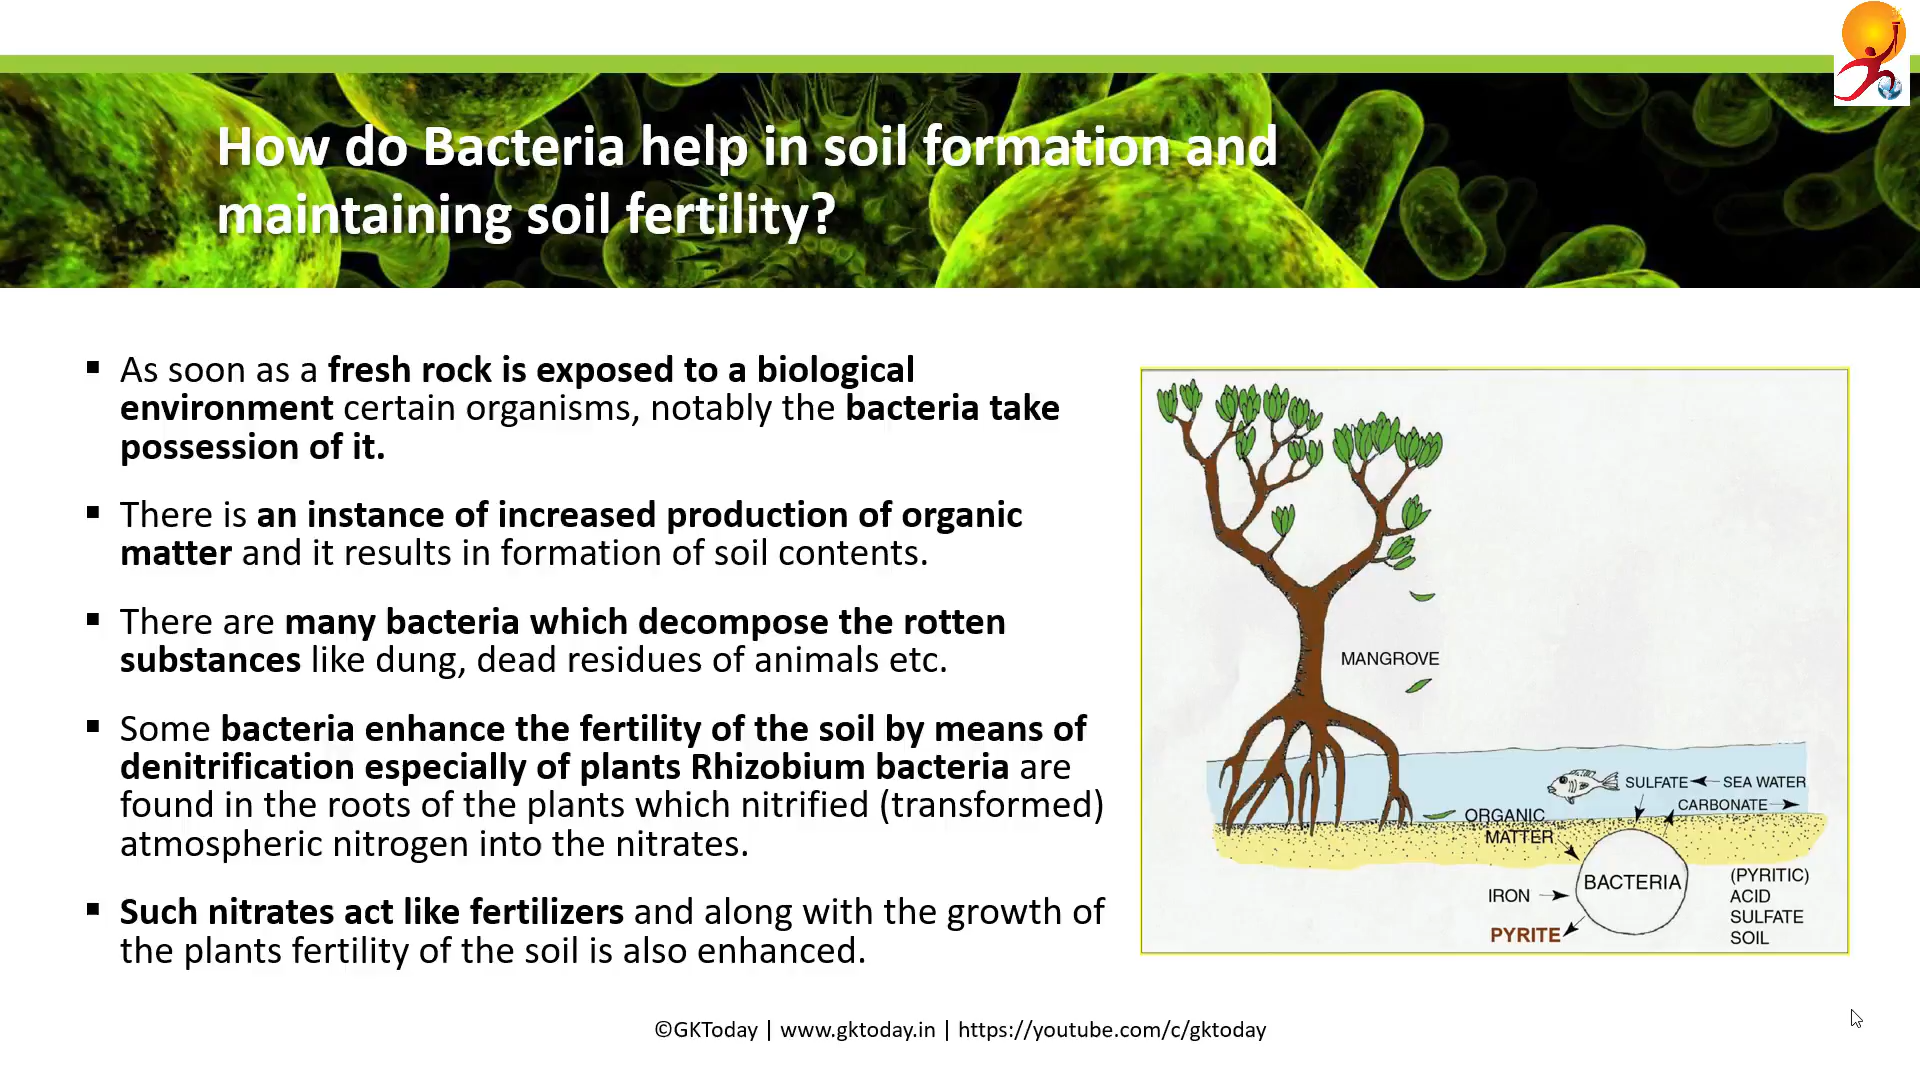 How do Bacteria help in soil formation and
maintaining soil fertility?
▪ As soon as a fresh rock is exposed to a biological
environment certain organisms, notably the bacteria take
possession of it.
▪ There is an instance of increased production of organic
matter and it results in formation of soil contents.
▪ There are many bacteria which decompose the rotten
substances like dung, dead residues of animals etc.
▪ Some bacteria enhance the fertility of the soil by means of
denitrification especially of plants Rhizobium bacteria are
found in the roots of the plants which nitrified (transformed)
atmospheric nitrogen into the nitrates.
▪ Such nitrates act like fertilizers and along with the growth of
the plants fertility of the soil is also enhanced.
MANGROVE
SULFATE
SEA WATER
CARBONATE
ORGANIC
MATTER
BACTERIA
IRON
PYRITE
(PYRITIC)
ACID
SULFATE
SOIL
©GKToday | www.gktoday.in | https://youtube.com/c/gktoday